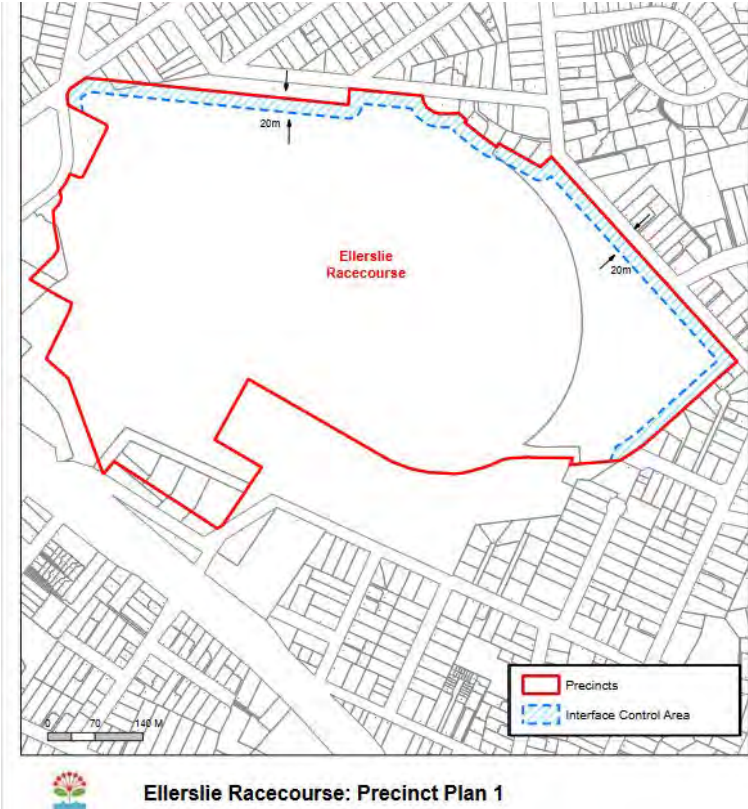 20m
Ellerslie
Racecourse
20m
Precincts
Interface Control Area
0 70 140 M
Ellerslie Racecourse: Precinct Plan 1